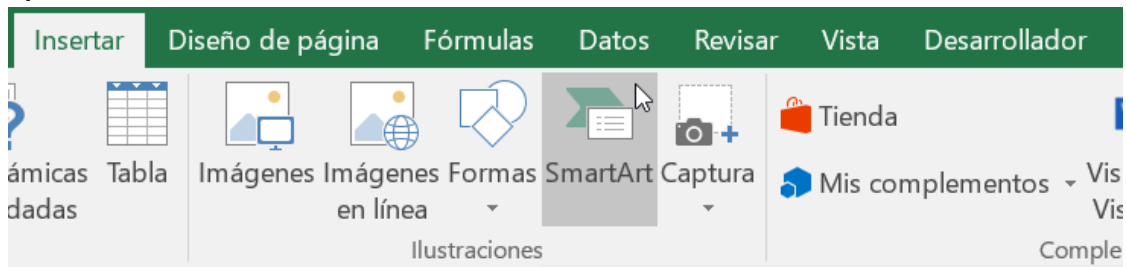 Insertar Diseño de página Fórmulas Datos Revisar Vista Desarrollador
Tienda
ámicas Tabla Imágenes Imágenes Formas SmartArt Captura
Mis complementos Vis
dadas en línea Vis
Ilustraciones Comple